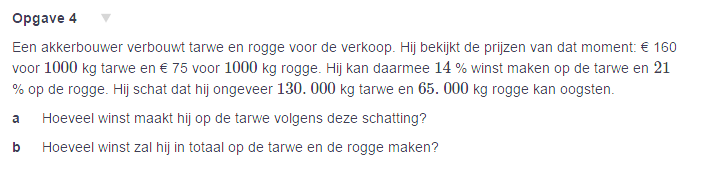 Opgave 4
Een akkerbouwer verbouwt tarwe en rogge voor de verkoop. Hij bekijkt de prijzen van dat moment: € 160
voor 1000 kg tarwe en € 75 voor 1000 kg rogge. Hij kan daarmee 14 % winst maken op de tarwe en 21
% op de rogge. Hij schat dat hij ongeveer 130. 000 kg tarwe en 65. 000 kg rogge kan oogsten.
a Hoeveel winst maakt hij op de tarwe volgens deze schatting?
b Hoeveel winst zal hij in totaal op de tarwe en de rogge maken?